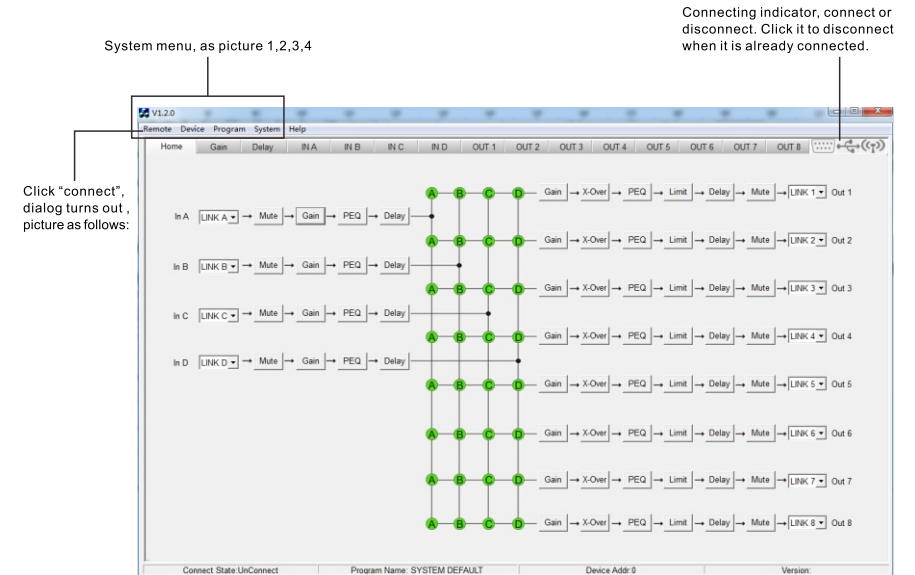 Connecting indicator, connect or
disconnect. Click it to disconnect
when it is already connected.
System menu, as picture 1,2,3,4
V1.2.0
Remote Device Program System Help
Home Gain Delay IN A IN B IN C IN D OUT 1 OUT 2 OUT 3 OUT 4 OUT 5 OUT 6 OUT 7 OUT 8
Click “connect”,
dialog turns out ,
picture as follows:
A B C D Gain X-Over PEQ Limit Delay Mute LINK 1 Out 1
In A LINK A Mute Gain PEQ Delay
A B C D Gain X-Over PEQ Limit Delay Mute LINK 2 Out 2
In B LINK B Mute Gain PEQ Delay
A B C D Gain X-Over PEQ Limit Delay Mute LINK 3 Out 3
In C LINK C Mute Gain PEQ Delay
A B C D Gain X-Over PEQ Limit Delay Mute LINK 4 Out 4
In D LINK D Mute Gain PEQ Delay
A B C D Gain X-Over PEQ Limit Delay Mute LINK 5 Out 5
A B C D Gain X-Over PEQ Limit Delay Mute LINK 6 Out 6
A B C D Gain X-Over PEQ Limit Delay Mute LINK 7 Out 7
A B C D Gain X-Over PEQ Limit Delay Mute LINK 8 Out 8
Connect State:UnConnect Program Name: SYSTEM DEFAULT Device Addr:0 Version: